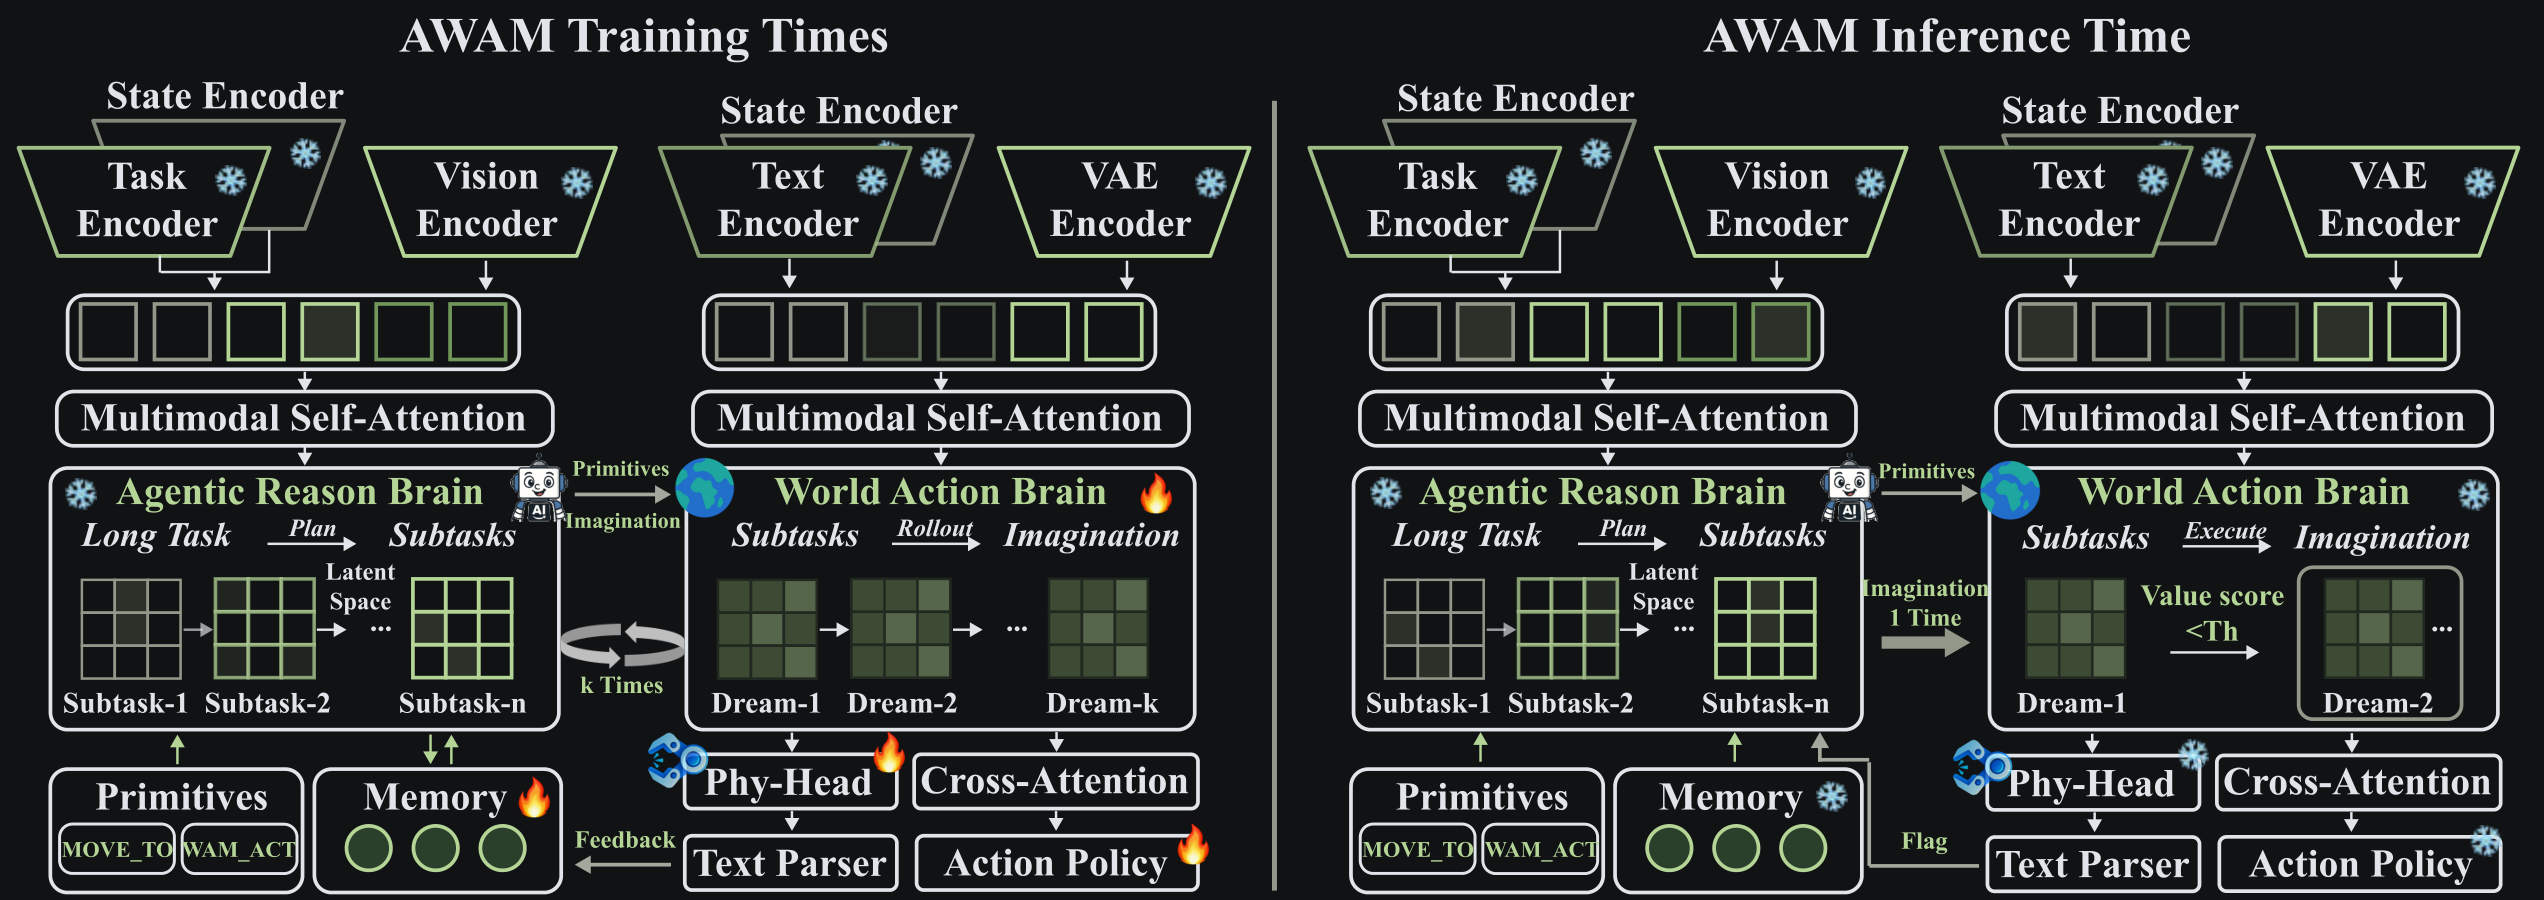 AWAM Training Times
State Encoder
Task
Encoder
Vision
Encoder
State Encoder
Text
Encoder
VAE
Encoder
Multimodal Self-Attention
Multimodal Self-Attention
Agentic Reason Brain
Long Task
Plan
Subtasks
Latent
Space
...
Subtask-1
Subtask-2
Subtask-n
AI
Primitives
Imagination
k Times
World Action Brain
Subtasks
Rollout
Imagination
...
Dream-1
Dream-2
Dream-k
Primitives
MOVE_TO
WAM_ACT
Memory
Feedback
Phy-Head
Cross-Attention
Text Parser
Action Policy
AWAM Inference Time
State Encoder
Task
Encoder
Vision
Encoder
State Encoder
Text
Encoder
VAE
Encoder
Multimodal Self-Attention
Multimodal Self-Attention
Agentic Reason Brain
Long Task
Plan
Subtasks
Latent
Space
...
Subtask-1
Subtask-2
Subtask-n
AI
Primitives
Imagination
1 Time
World Action Brain
Subtasks
Execute
Imagination
Value score
<Th
...
Dream-1
Dream-2
Primitives
MOVE_TO
WAM_ACT
Memory
Flag
Phy-Head
Cross-Attention
Text Parser
Action Policy